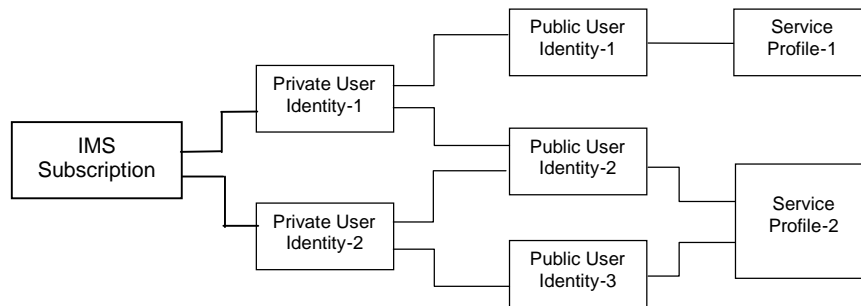 IMS
Subscription
Private User
Identity-1
Private User
Identity-2
Public User
Identity-1
Public User
Identity-2
Public User
Identity-3
Service
Profile-1
Service
Profile-2